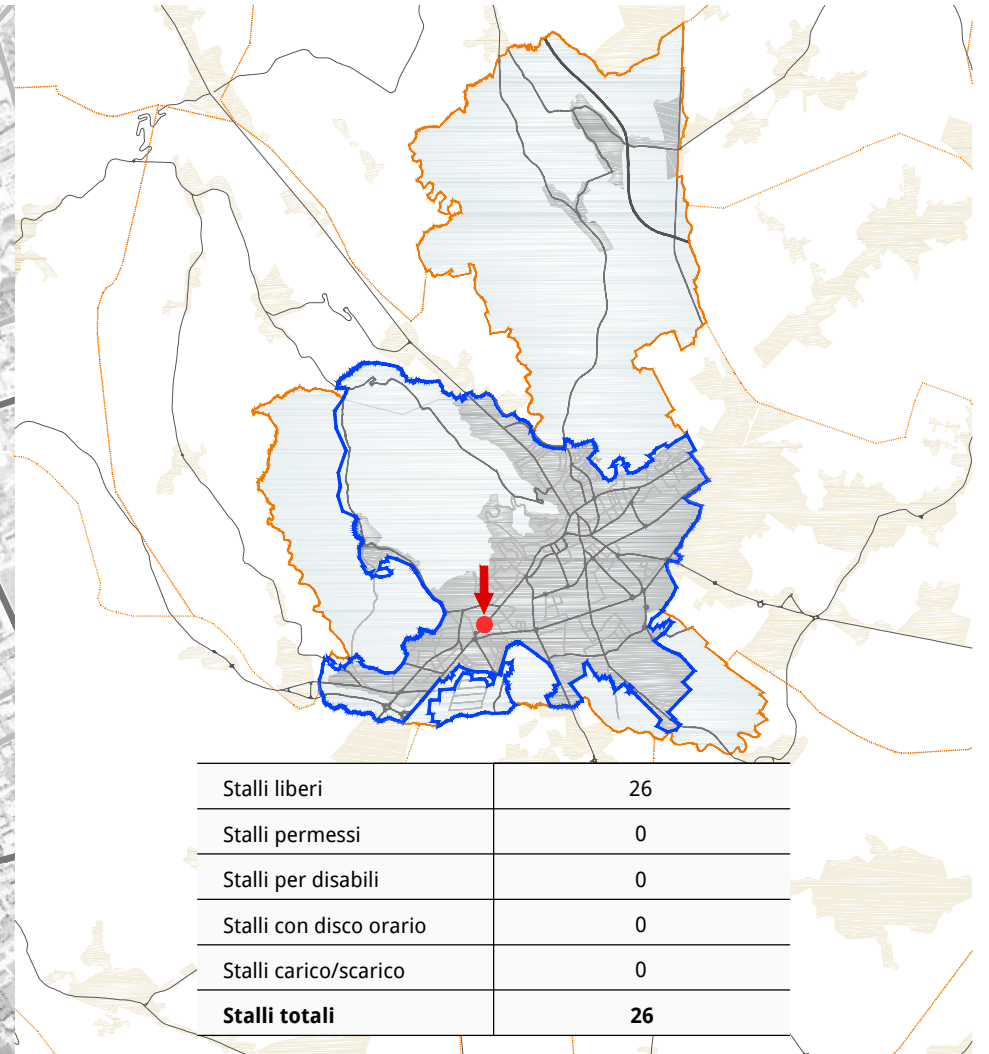 Stalli liberi 26
Stalli permessi 0
Stalli per disabili 0
Stalli con disco orario 0
Stalli carico/scarico 0
Stalli totali 26